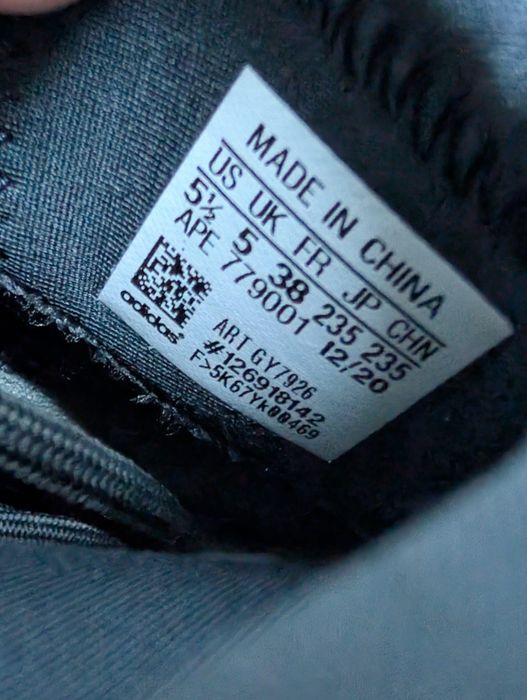 MADE IN CHINA
US UK FR JP CHN
5½ 5 38 235 235
APE 779001 12/20
ART GY7926
#126918142
F>5K67YK00469
adidas